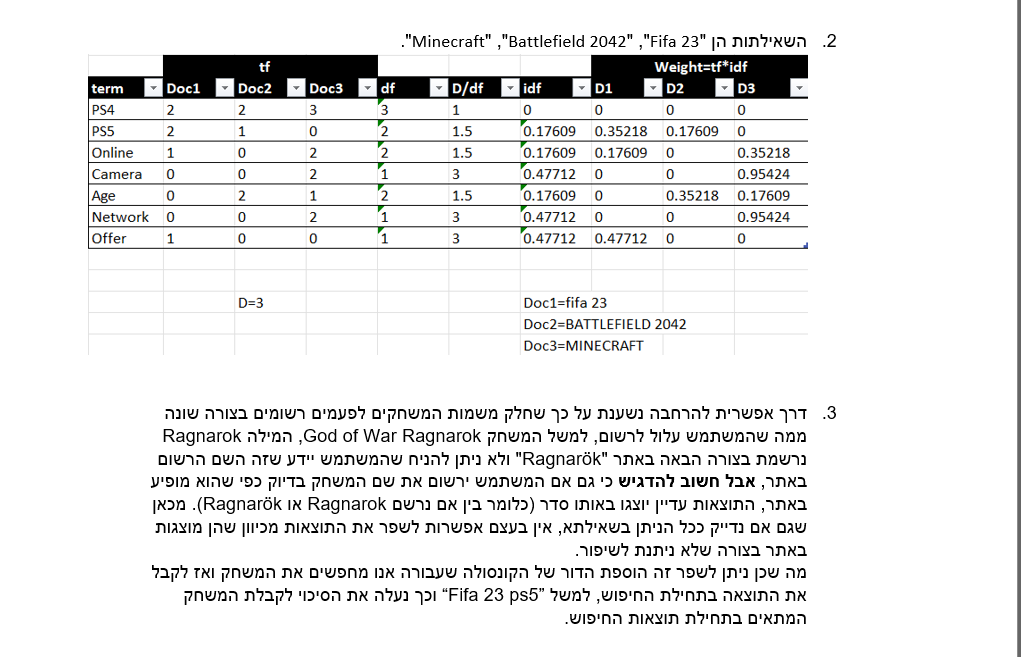 2. השאילתות הן "Fifa 23", "Battlefield 2042", "Minecraft".
tf Weight=tf*idf
term Doc1 Doc2 Doc3 df D/df idf D1 D2 D3
PS4 2 2 3 3 1 0 0 0 0
PS5 2 1 0 2 1.5 0.17609 0.35218 0.17609 0
Online 1 0 2 2 1.5 0.17609 0.17609 0 0.35218
Camera 0 0 2 1 3 0.47712 0 0 0.95424
Age 0 2 1 2 1.5 0.17609 0 0.35218 0.17609
Network 0 0 2 1 3 0.47712 0 0 0.95424
Offer 1 0 0 1 3 0.47712 0.47712 0 0
D=3 Doc1=fifa 23
Doc2=BATTLEFIELD 2042
Doc3=MINECRAFT
3. דרך אפשרית להרחבה נשענת על כך שחלק משמות המשחקים לפעמים רשומים בצורה שונה
ממה שהמשתמש עלול לרשום, למשל המשחק God of War Ragnarok, המילה Ragnarok
נרשמת בצורה הבאה באתר "Ragnarök" ולא ניתן להניח שהמשתמש יידע שזה השם הרשום
באתר, אבל חשוב להדגיש כי גם אם המשתמש ירשום את שם המשחק בדיוק כפי שהוא מופיע
באתר, התוצאות עדיין יוצגו באותו סדר (כלומר בין אם נרשם Ragnarok או Ragnarök). מכאן
שגם אם נדייק ככל הניתן בשאילתא, אין בעצם אפשרות לשפר את התוצאות מכיוון שהן מוצגות
באתר בצורה שלא ניתנת לשיפור.
מה שכן ניתן לשפר זה הוספת הדור של הקונסולה שעבורה אנו מחפשים את המשחק ואז לקבל
את התוצאה בתחילת החיפוש, למשל "Fifa 23 ps5” וכך נעלה את הסיכוי לקבלת המשחק
המתאים בתחילת תוצאות החיפוש.